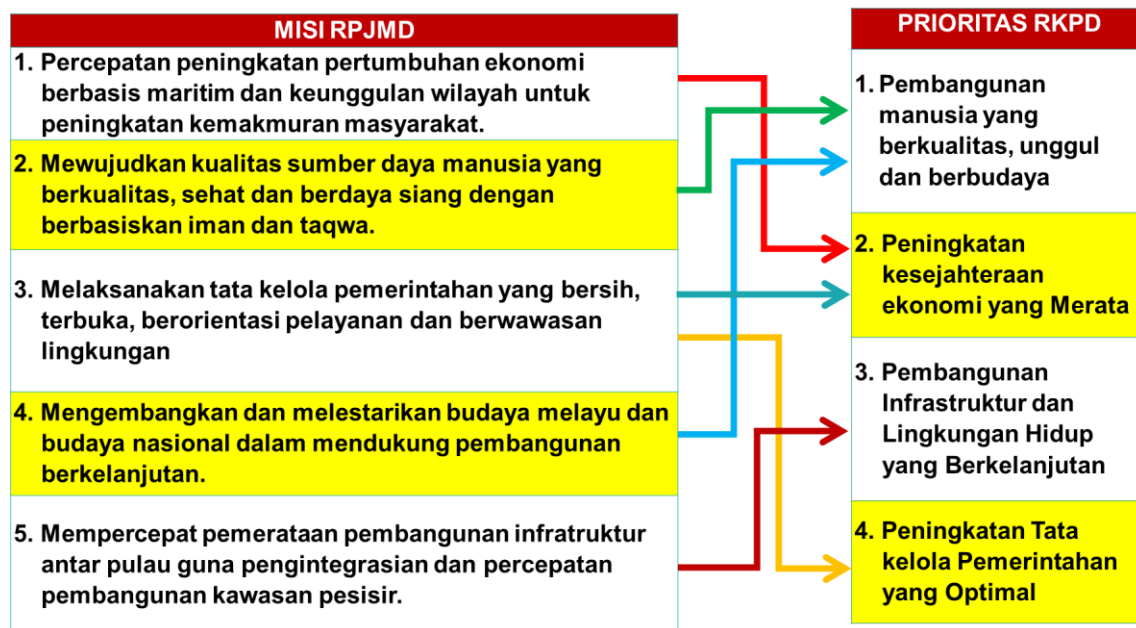 MISI RPJMD
1. Percepatan peningkatan pertumbuhan ekonomi
berbasis maritim dan keunggulan wilayah untuk
peningkatan kemakmuran masyarakat.
2. Mewujudkan kualitas sumber daya manusia yang
berkualitas, sehat dan berdaya siang dengan
berbasiskan iman dan taqwa.
3. Melaksanakan tata kelola pemerintahan yang bersih,
terbuka, berorientasi pelayanan dan berwawasan
lingkungan
4. Mengembangkan dan melestarikan budaya melayu dan
budaya nasional dalam mendukung pembangunan
berkelanjutan.
5. Mempercepat pemerataan pembangunan infratruktur
antar pulau guna pengintegrasian dan percepatan
pembangunan kawasan pesisir.
PRIORITAS RKPD
1. Pembangunan
manusia yang
berkualitas, unggul
dan berbudaya
2. Peningkatan
kesejahteraan
ekonomi yang Merata
3. Pembangunan
Infrastruktur dan
Lingkungan Hidup
yang Berkelanjutan
4. Peningkatan Tata
kelola Pemerintahan
yang Optimal